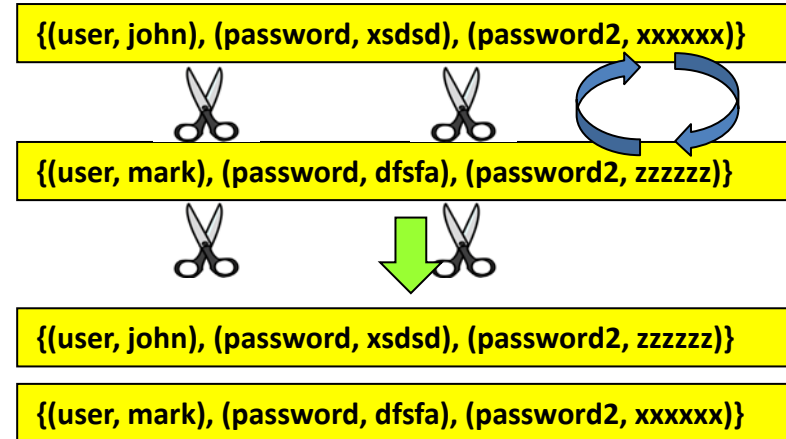 {(user, john), (password, xsdsd), (password2, xxxxxx)}
{(user, mark), (password, dfsfa), (password2, zzzzzz)}
{(user, john), (password, xsdsd), (password2, zzzzzz)}
{(user, mark), (password, dfsfa), (password2, xxxxxx)}